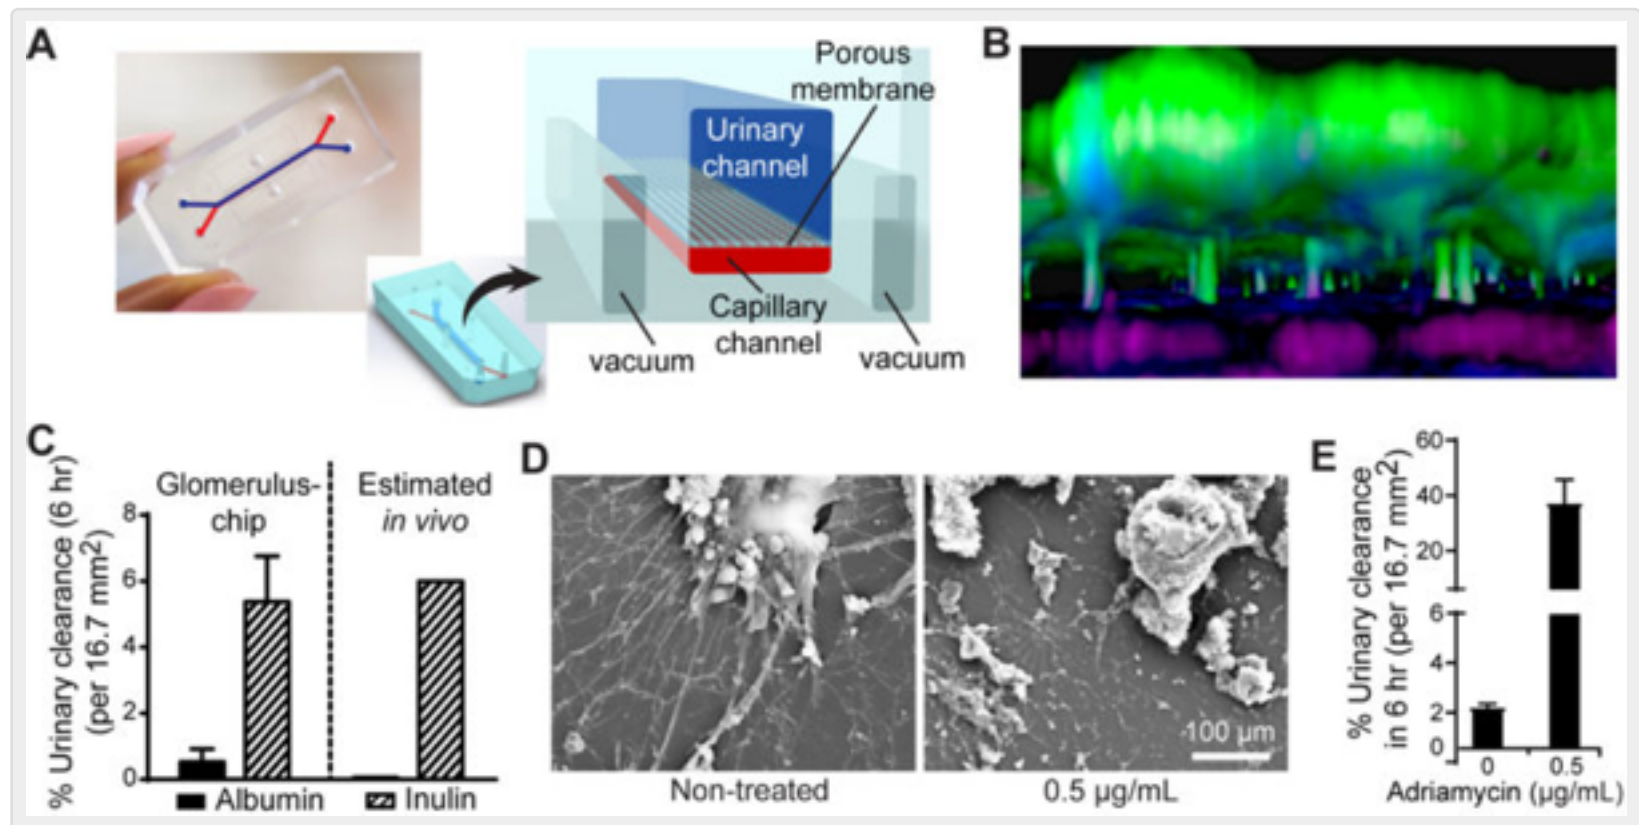 A
Porous
membrane
Urinary
channel
Capillary
channel
vacuum
vacuum
B
C
% Urinary clearance (6 hr)
(per 16.7 mm²)
8
6
4
2
0
Glomerulus-
chip
Estimated
in vivo
Albumin
Inulin
D
Non-treated
0.5 µg/mL
100 µm
E
% Urinary clearance
in 6 hr (per 16.7 mm²)
60
40
20
6
4
2
0
0
0.5
Adriamycin (µg/mL)